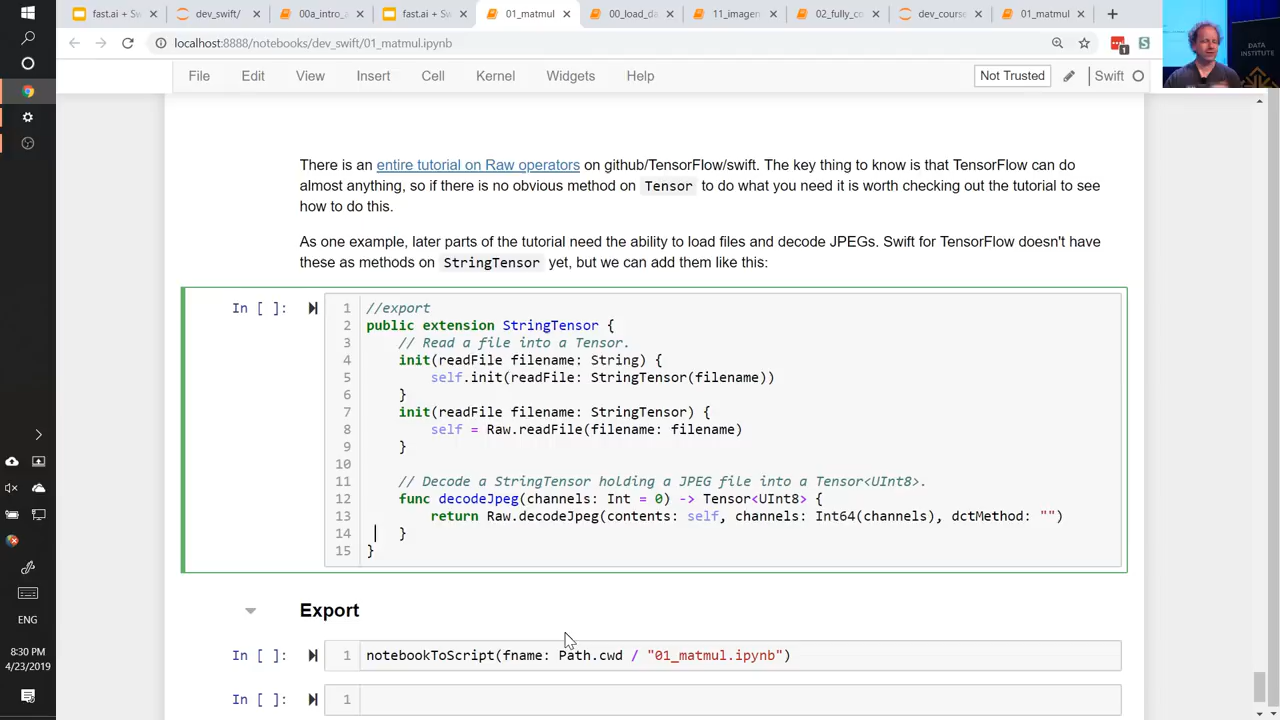 fast.ai + S
dev_swift/
00a_intro_a
fast.ai + Sw
01_matmul
00_load_da
11_imagen
02_fully_co
dev_course
01_matmul
localhost:8888/notebooks/dev_swift/01_matmul.ipynb
1
S
DATA
INSTITUTE
File Edit View Insert Cell Kernel Widgets Help
Not Trusted
Swift
There is an entire tutorial on Raw operators on github/TensorFlow/swift. The key thing to know is that TensorFlow can do
almost anything, so if there is no obvious method on Tensor to do what you need it is worth checking out the tutorial to see
how to do this.
As one example, later parts of the tutorial need the ability to load files and decode JPEGs. Swift for TensorFlow doesn't have
these as methods on StringTensor yet, but we can add them like this:
In [ ]:
1 //export
2 public extension StringTensor {
3 // Read a file into a Tensor.
4 init(readFile filename: String) {
5 self.init(readFile: StringTensor(filename))
6 }
7 init(readFile filename: StringTensor) {
8 self = Raw.readFile(filename: filename)
9 }
10
11 // Decode a StringTensor holding a JPEG file into a Tensor<UInt8>.
12 func decodeJpeg(channels: Int = 0) -> Tensor<UInt8> {
13 return Raw.decodeJpeg(contents: self, channels: Int64(channels), dctMethod: "")
14 }
15 }
Export
In [ ]: 1 notebookToScript(fname: Path.cwd / "01_matmul.ipynb")
In [ ]: 1
ENG
8:30 PM
4/23/2019